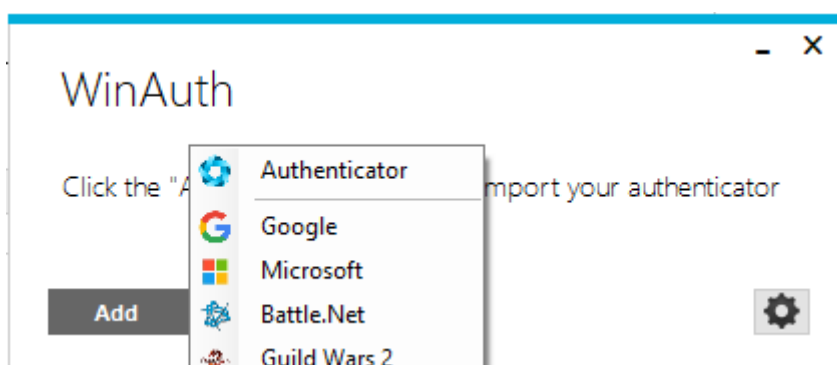 WinAuth
Authenticator
Click the "A mport your authenticator
Google
Microsoft
Add
Battle.Net
Guild Wars 2